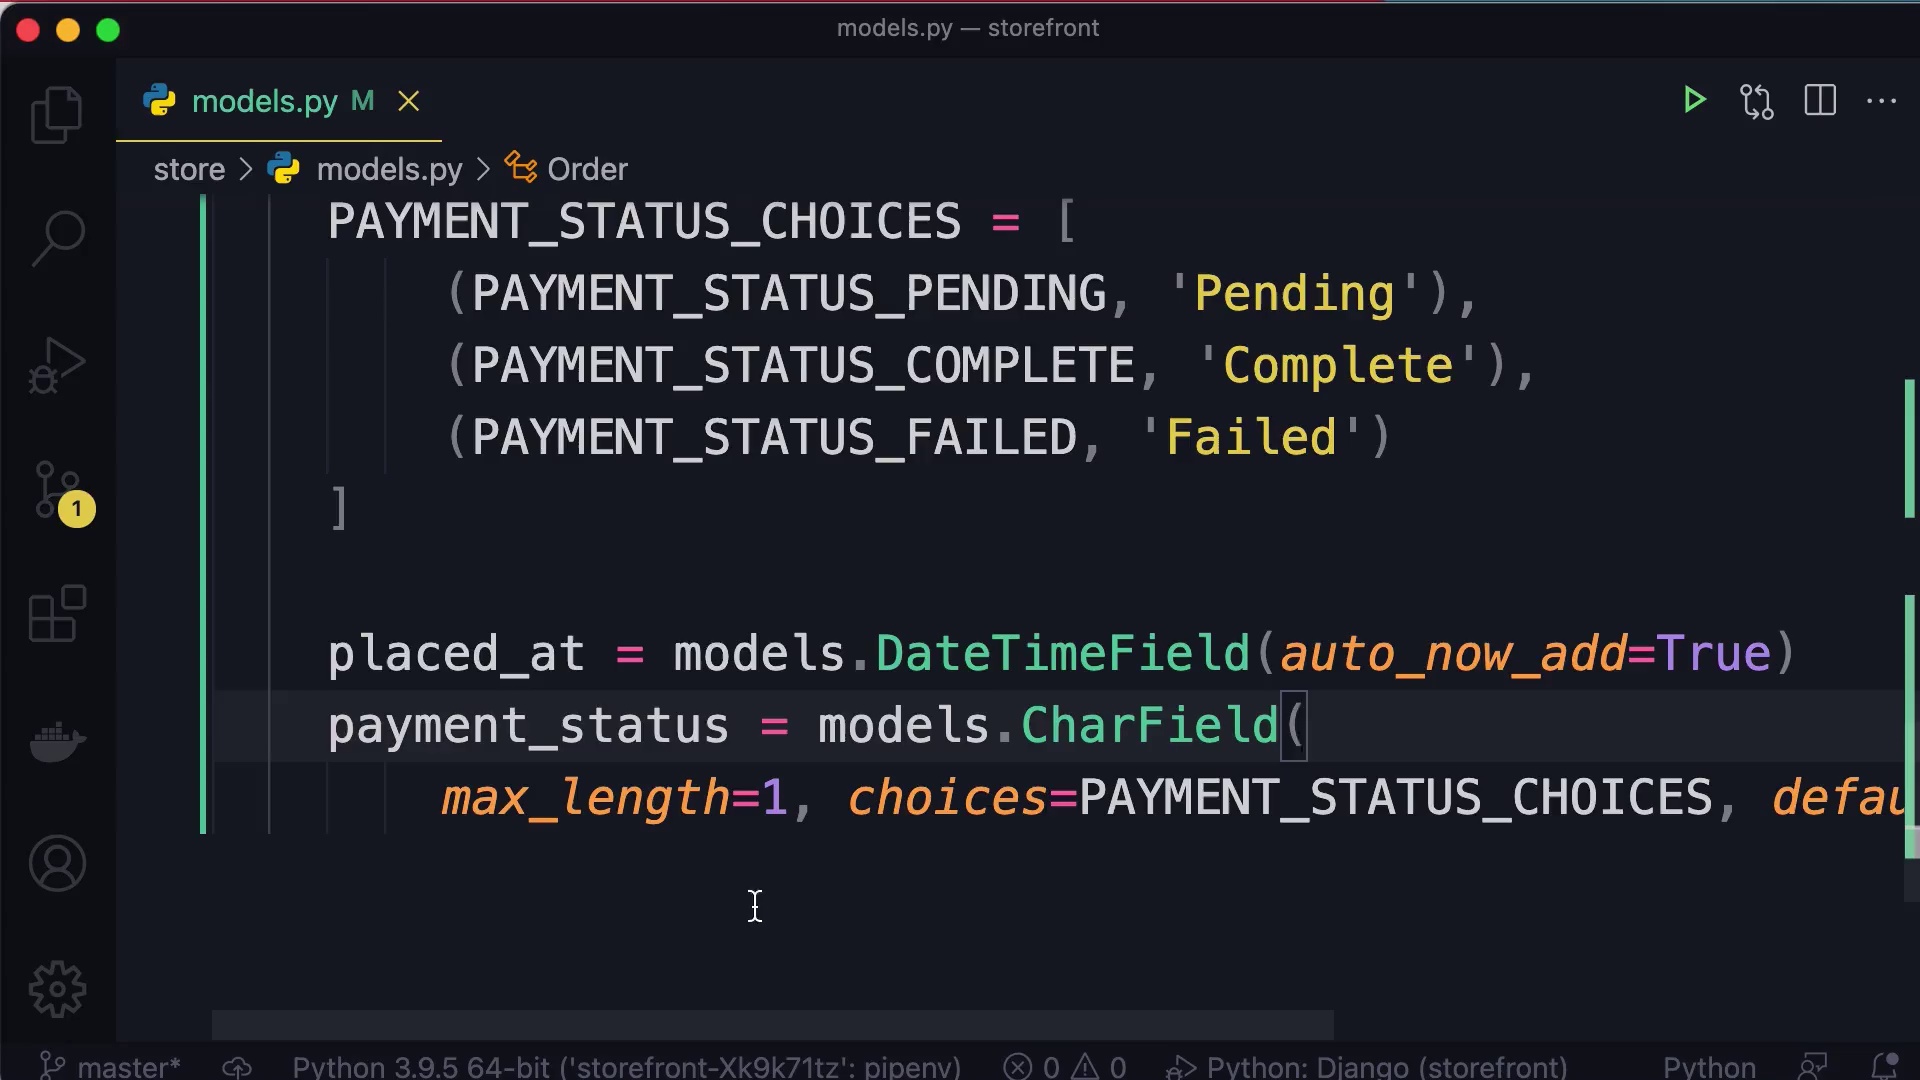 models.py — storefront
models.py M
store > models.py > Order
PAYMENT_STATUS_CHOICES = [
(PAYMENT_STATUS_PENDING, 'Pending'),
(PAYMENT_STATUS_COMPLETE, 'Complete'),
(PAYMENT_STATUS_FAILED, 'Failed')
]
placed_at = models.DateTimeField(auto_now_add=True)
payment_status = models.CharField(
max_length=1, choices=PAYMENT_STATUS_CHOICES, defau
1
master* Python 3.9.5 64-bit ('storefront-Xk9k71tz': pipenv) 0 0 Python: Django (storefront) Python